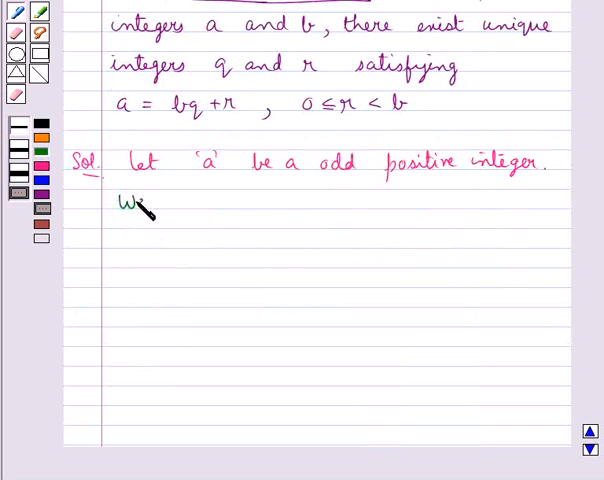 integers a and b, there exist unique
integers q and r satisfying
a = bq + r , 0 ≤ r < b
Sol. Let 'a' be a odd positive integer.
W